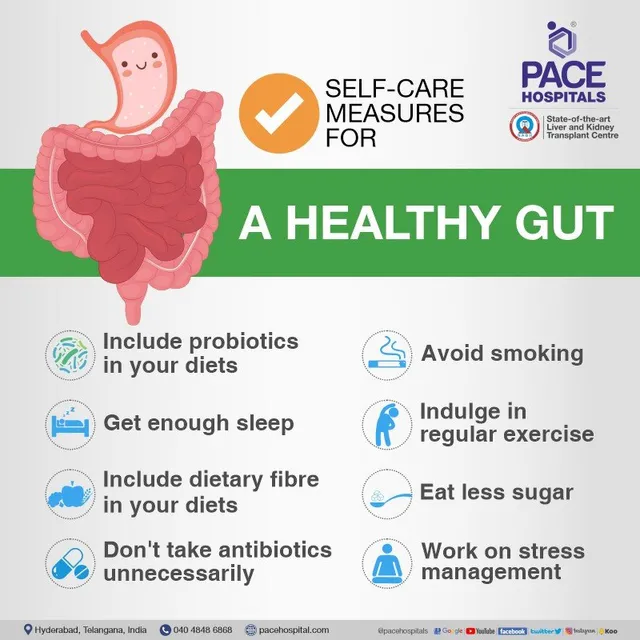 SELF-CARE
MEASURES
FOR
PACE
HOSPITALS
State-of-the-art
Liver and Kidney
Transplant Centre
A HEALTHY GUT
Include probiotics
in your diets
Get enough sleep
Include dietary fibre
in your diets
Don't take antibiotics
unnecessarily
Avoid smoking
Indulge in
regular exercise
Eat less sugar
Work on stress
management
Hyderabad, Telangana, India 040 4848 6868 pacehospital.com @pacehospitals Google YouTube facebook twitter Instagram Koo